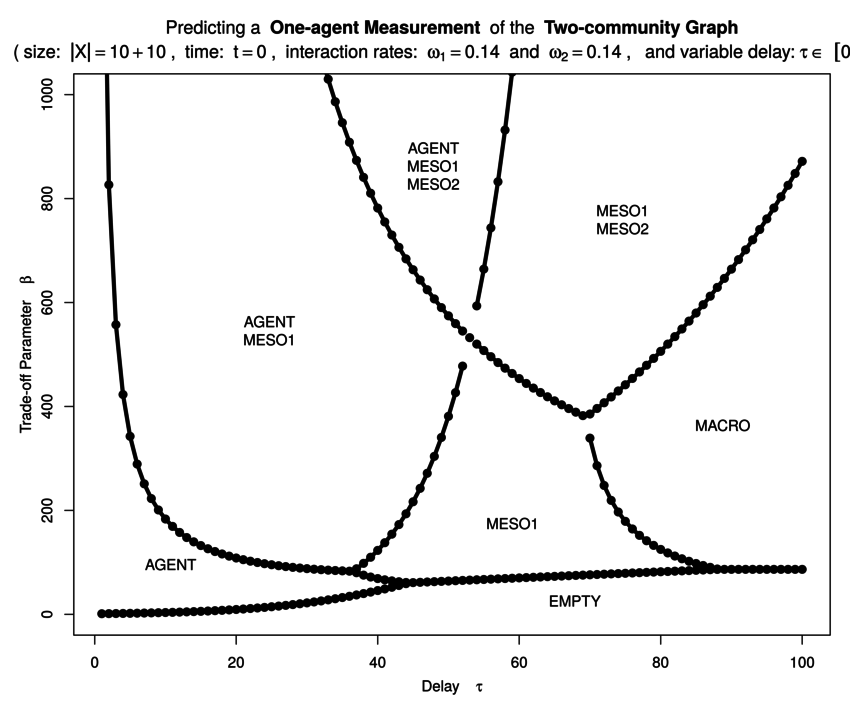 Predicting a One-agent Measurement of the Two-community Graph
( size: |X| = 10 + 10 , time: t = 0 , interaction rates: ω₁ = 0.14 and ω₂ = 0.14 , and variable delay: τ ∈ [0
1000
800
600
400
200
0
Trade-off Parameter β
AGENT
MESO1
MESO2
MESO1
MESO2
AGENT
MESO1
MACRO
MESO1
AGENT
EMPTY
0 20 40 60 80 100
Delay τ